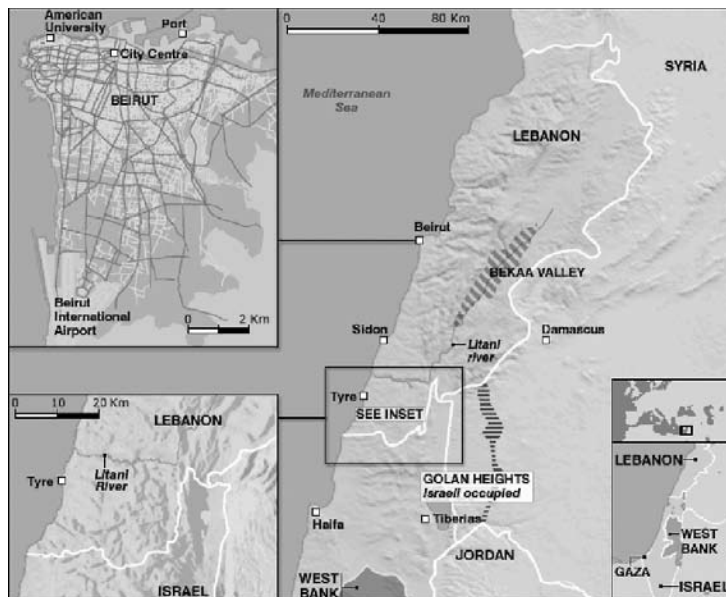 American
University
Port
City Centre
BEIRUT
Beirut
International
Airport
0 2 Km
0 40 80 Km
Mediterranean
Sea
SYRIA
LEBANON
Beirut
BEKAA VALLEY
Sidon
Litani
river
Damascus
Tyre
SEE INSET
GOLAN HEIGHTS
Israeli occupied
Haifa
Tiberias
JORDAN
WEST
BANK
0 10 20 Km
LEBANON
Tyre
Litani
River
ISRAEL
LEBANON
WEST
BANK
GAZA
ISRAEL